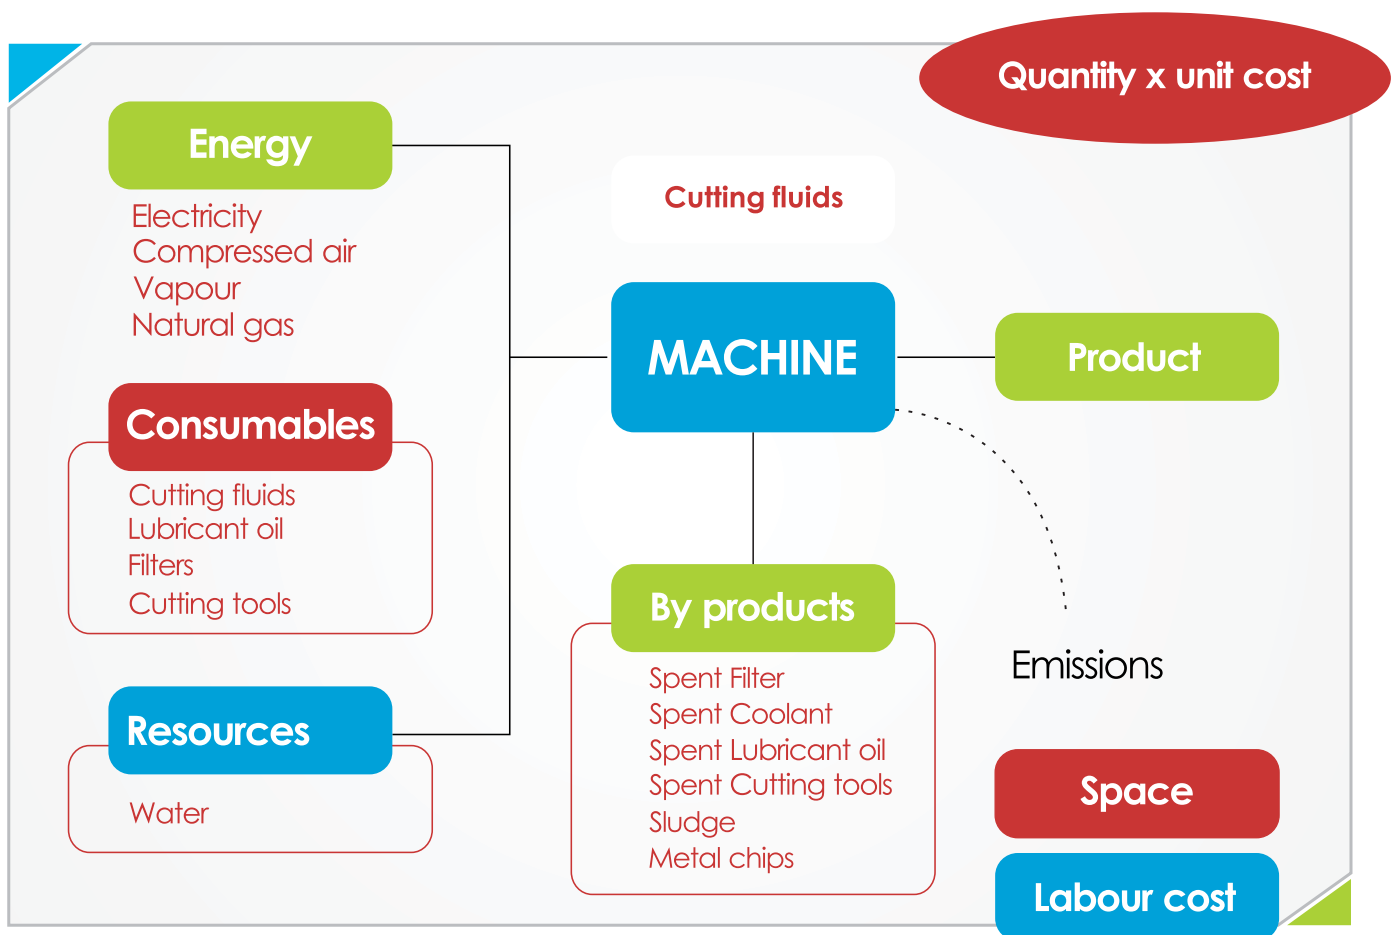 Quantity x unit cost
Energy
Electricity
Compressed air
Vapour
Natural gas
Consumables
Cutting fluids
Lubricant oil
Filters
Cutting tools
Resources
Water
Cutting fluids
MACHINE
Product
By products
Spent Filter
Spent Coolant
Spent Lubricant oil
Spent Cutting tools
Sludge
Metal chips
Emissions
Space
Labour cost